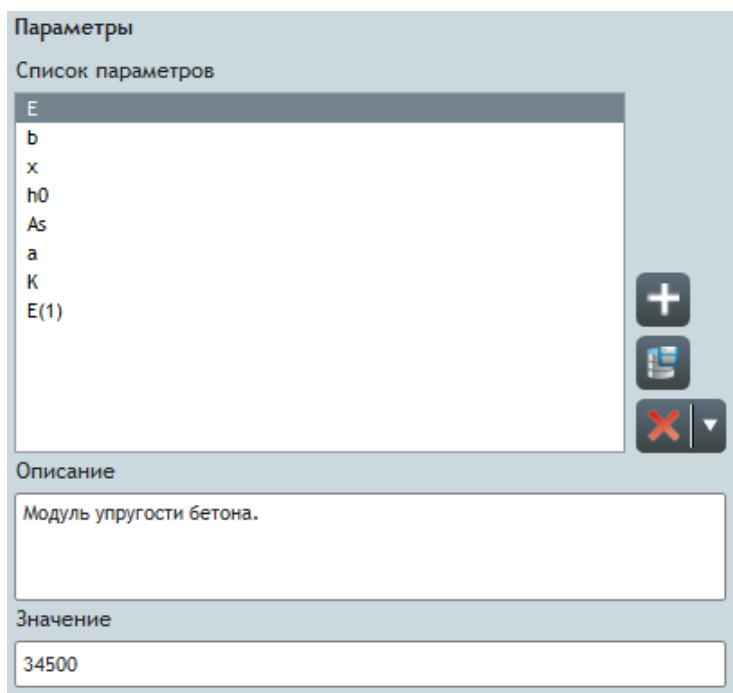 Параметры
Список параметров
E
b
x
h0
As
a
K
E(1)
Описание
Модуль упругости бетона.
Значение
34500